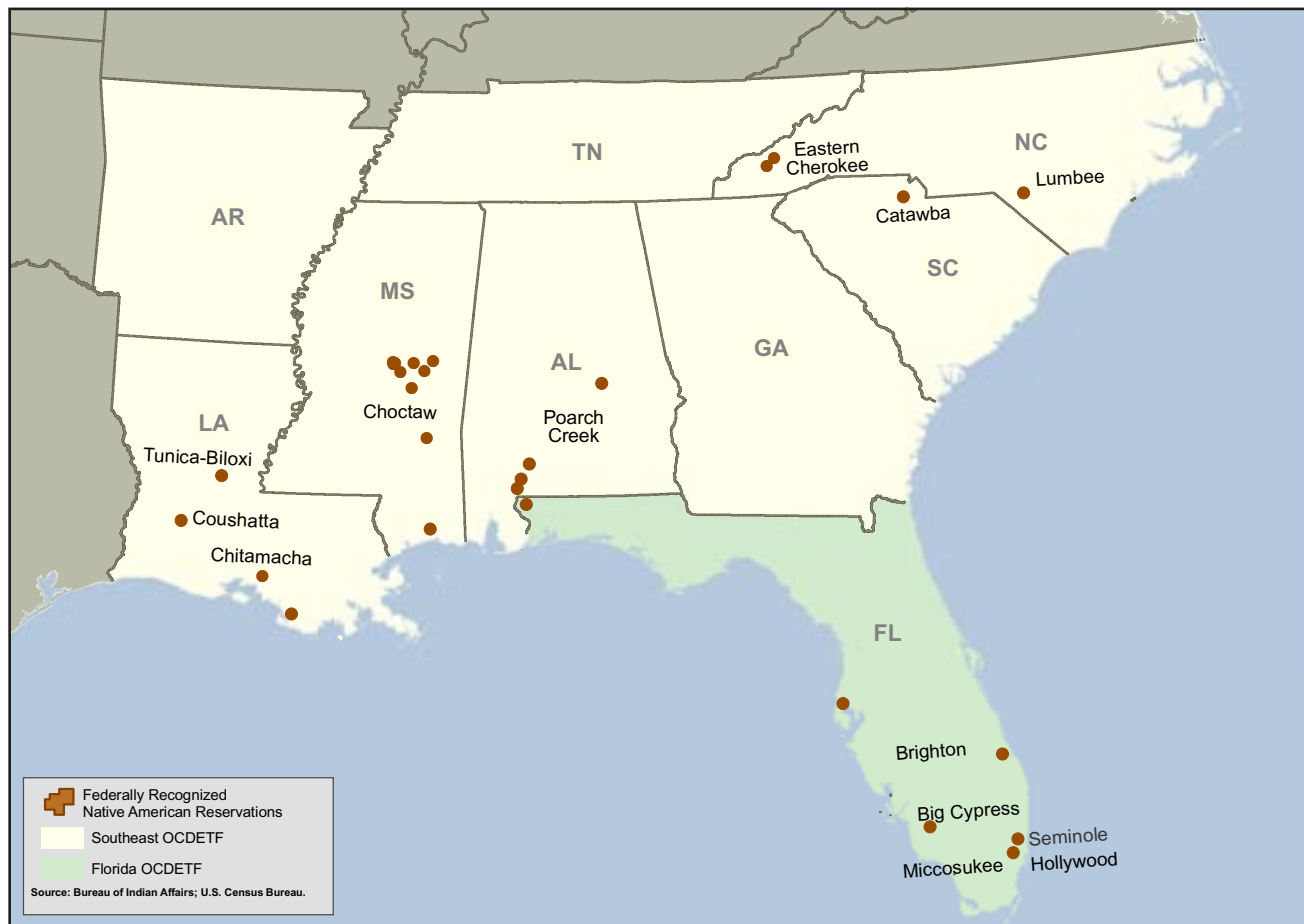 TN
Eastern
Cherokee
NC
Lumbee
AR
Catawba
SC
MS
GA
AL
Choctaw
Poarch
Creek
LA
Tunica-Biloxi
Coushatta
Chitamacha
FL
Brighton
Big Cypress
Seminole
Miccosukee
Hollywood
Federally Recognized
Native American Reservations
Southeast OCDETF
Florida OCDETF
Source: Bureau of Indian Affairs; U.S. Census Bureau.